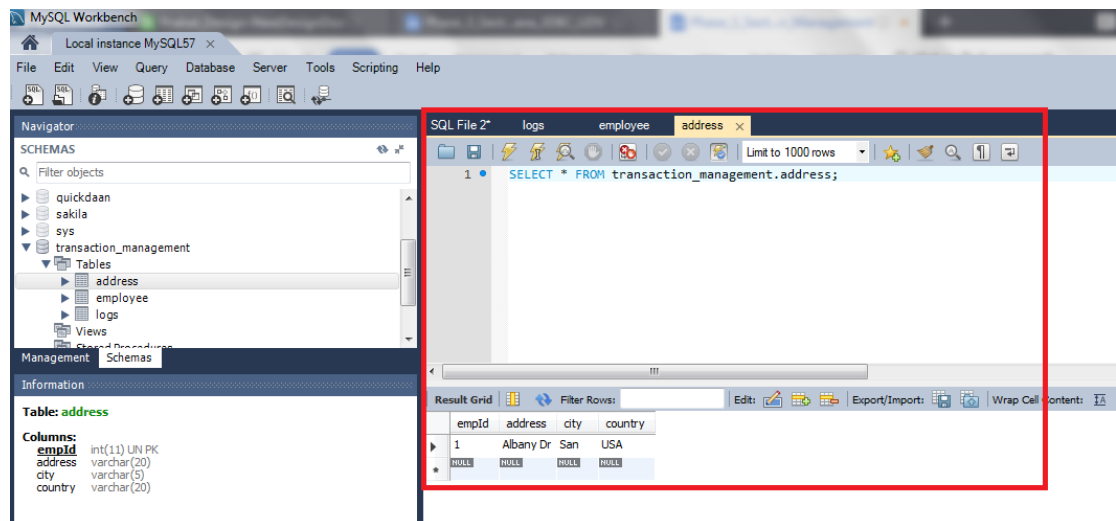 MySQL Workbench
Local instance MySQL57 ×
File Edit View Query Database Server Tools Scripting Help
Navigator
SCHEMAS
Filter objects
quickdaan
sakila
sys
transaction_management
Tables
address
employee
logs
Views
Stored Procedures
Management Schemas
Information
Table: address
Columns:
empId int(11) UN PK
address varchar(20)
city varchar(5)
country varchar(20)
SQL File 2* logs employee address ×
Limit to 1000 rows
1 SELECT * FROM transaction_management.address;
Result Grid Filter Rows: Edit: Export/Import: Wrap Cell Content: IA
empId address city country
1 Albany Dr San USA
* NULL NULL NULL NULL